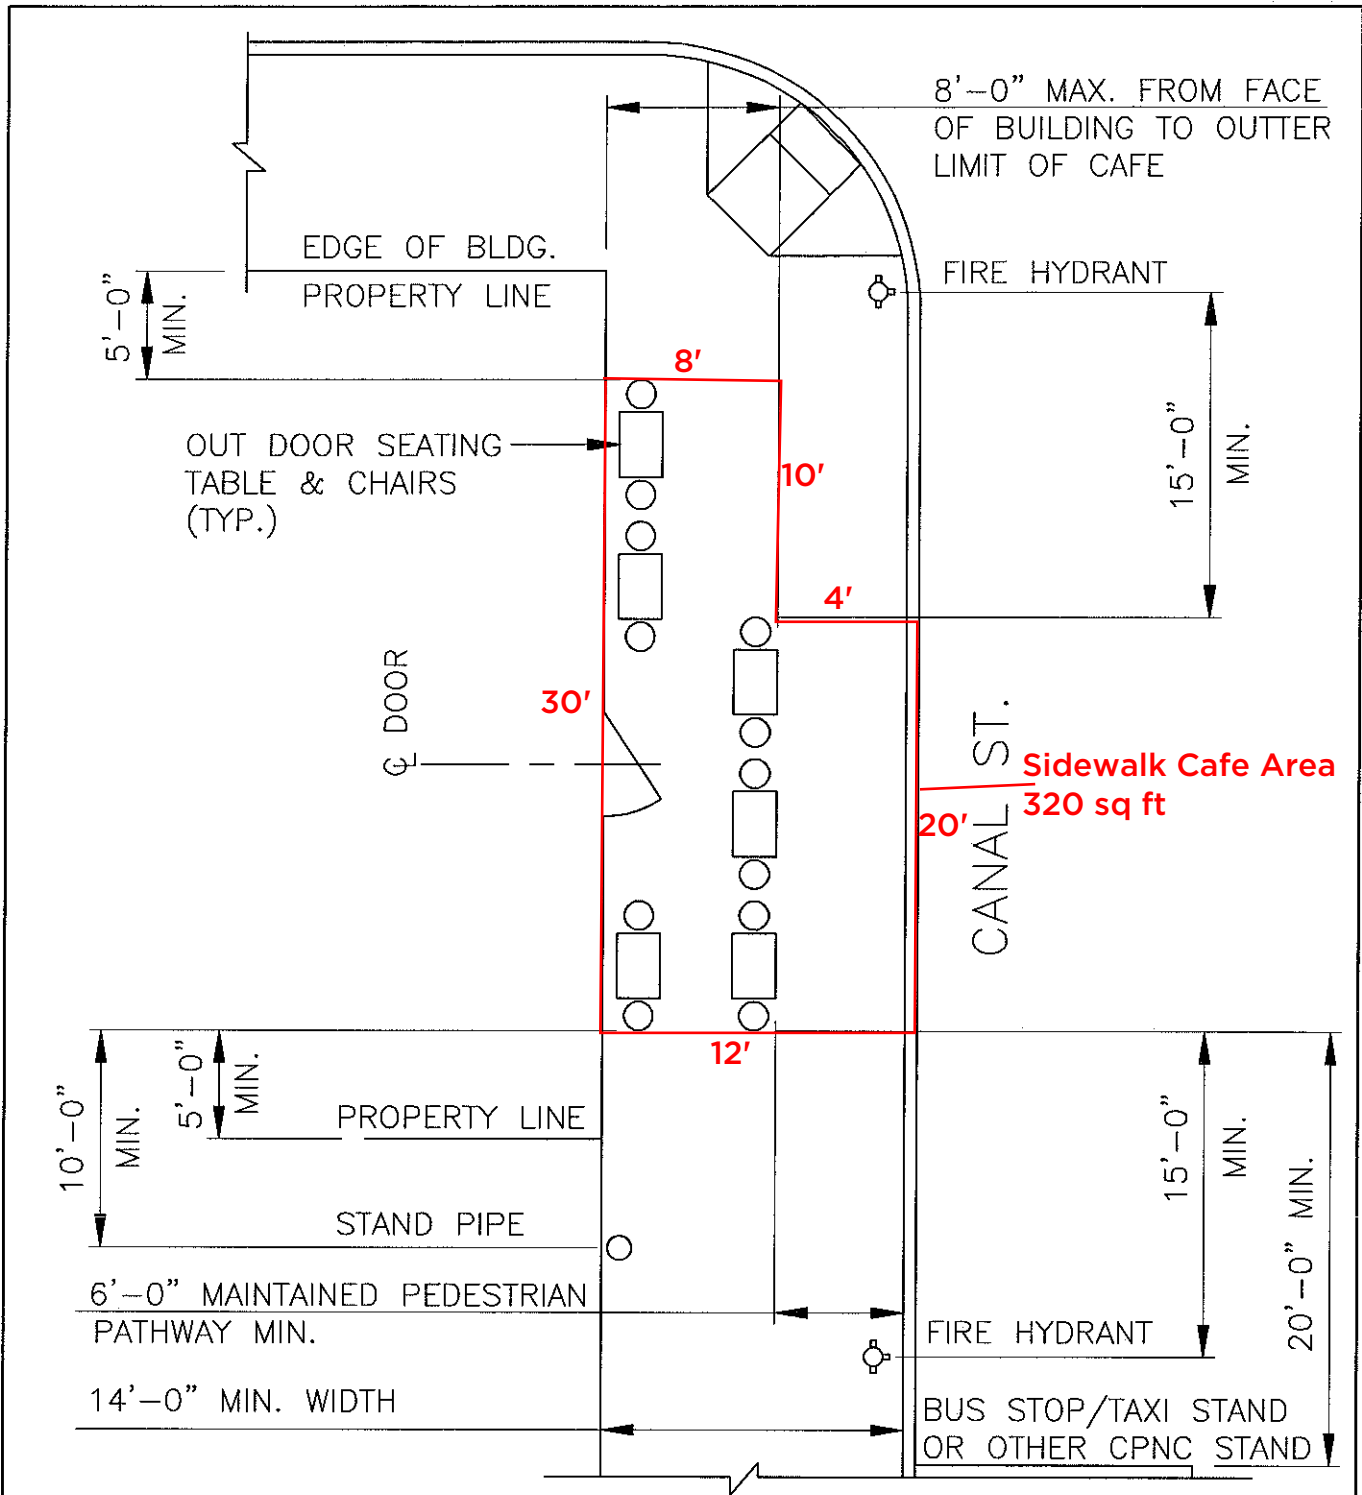 8'-0" MAX. FROM FACE
OF BUILDING TO OUTTER
LIMIT OF CAFE
EDGE OF BLDG.
PROPERTY LINE
FIRE HYDRANT
5'-0"
MIN.
8'
OUT DOOR SEATING
TABLE & CHAIRS
(TYP.)
10'
15'-0"
MIN.
4'
℄ DOOR
30'
CANAL ST.
Sidewalk Cafe Area
320 sq ft
20'
12'
10'-0"
MIN.
5'-0"
MIN.
PROPERTY LINE
STAND PIPE
15'-0"
MIN.
20'-0" MIN.
6'-0" MAINTAINED PEDESTRIAN
PATHWAY MIN.
FIRE HYDRANT
14'-0" MIN. WIDTH
BUS STOP/TAXI STAND
OR OTHER CPNC STAND